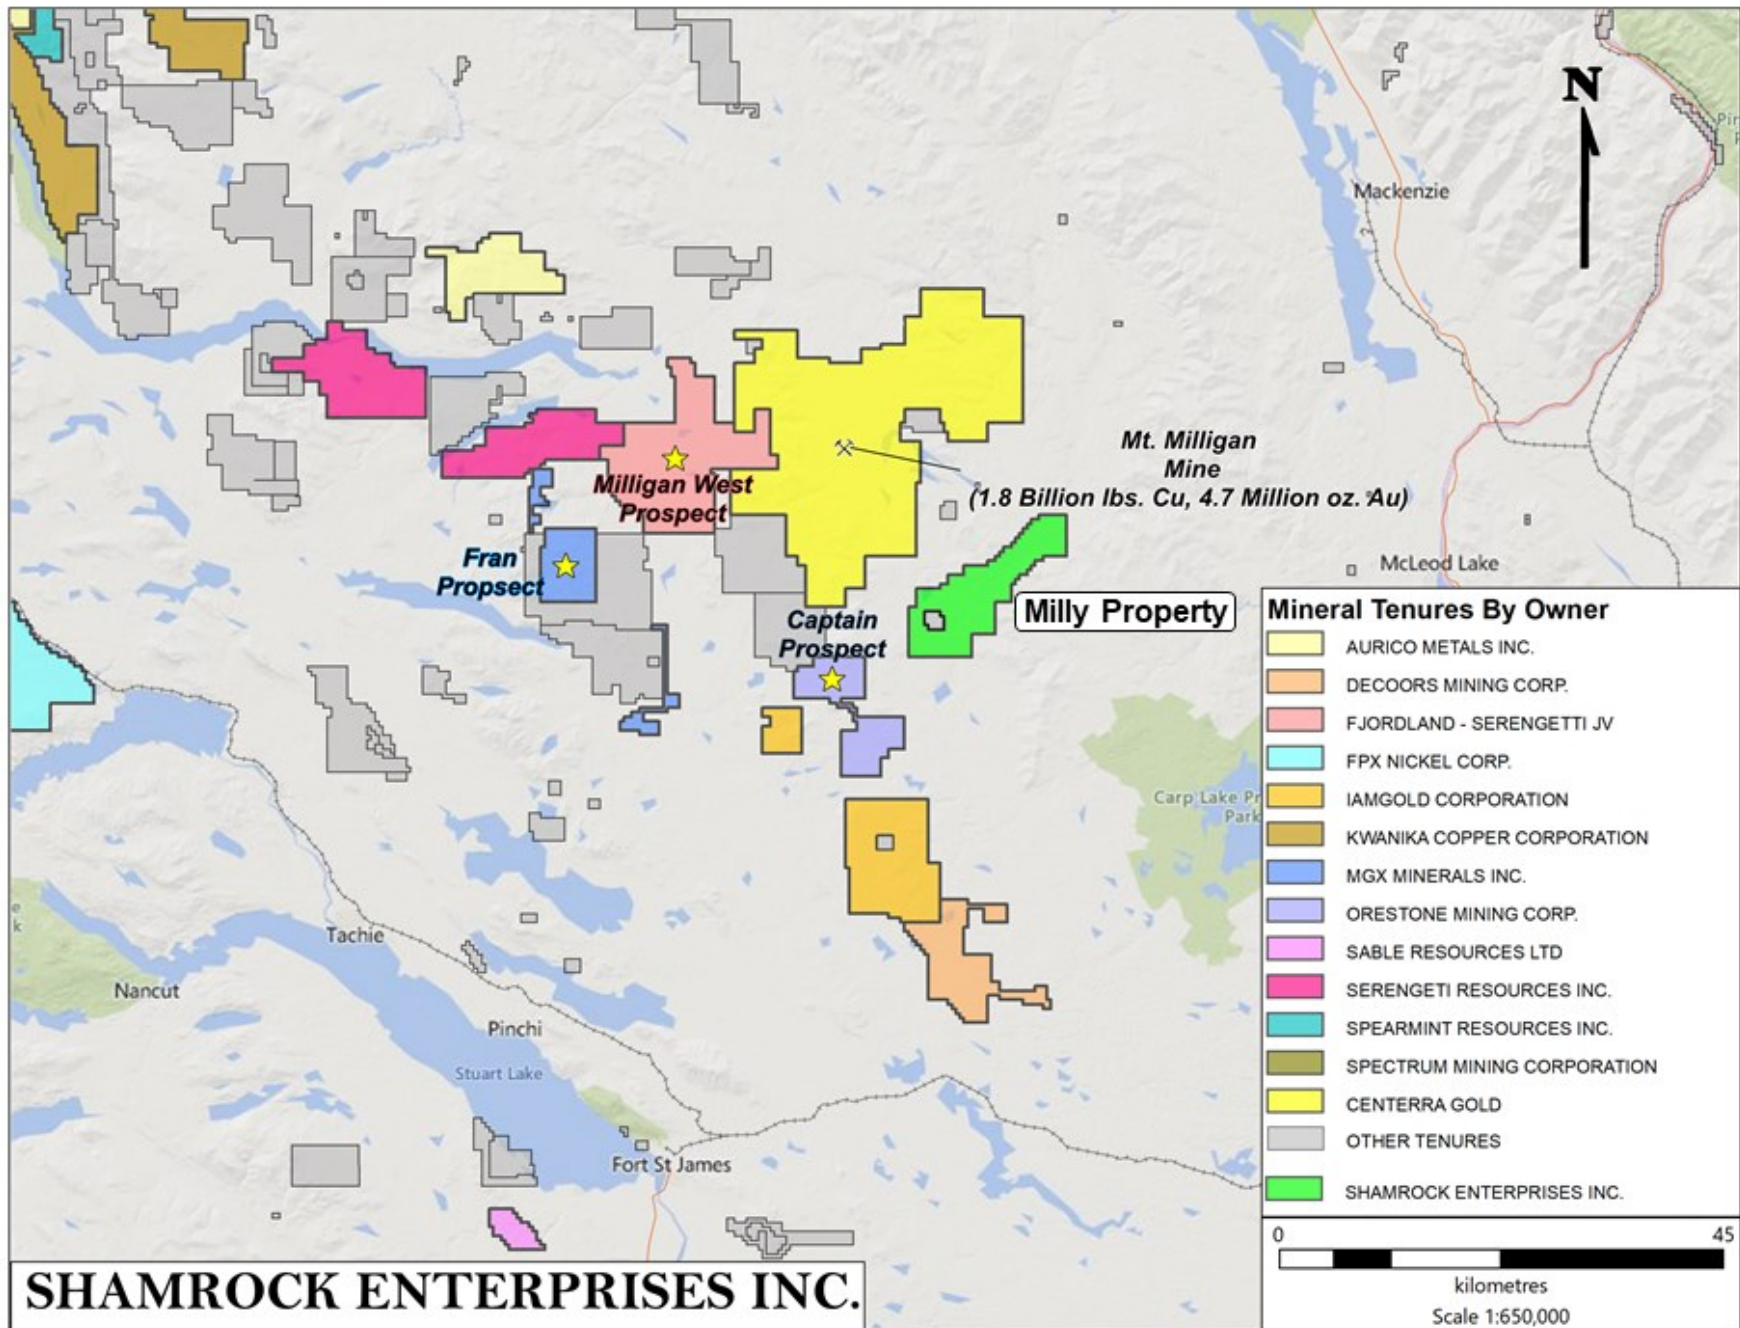 N
Mackenzie
Mt. Milligan
Mine
(1.8 Billion lbs. Cu, 4.7 Million oz. Au)
Milligan West
Prospect
Fran
Propsect
McLeod Lake
Milly Property
Captain
Prospect
Carp Lake Pr
Park
Tachie
Nancut
Pinchi
Stuart Lake
Fort St James
Mineral Tenures By Owner
AURICO METALS INC.
DECOORS MINING CORP.
FJORDLAND - SERENGETTI JV
FPX NICKEL CORP.
IAMGOLD CORPORATION
KWANIKA COPPER CORPORATION
MGX MINERALS INC.
ORESTONE MINING CORP.
SABLE RESOURCES LTD
SERENGETI RESOURCES INC.
SPEARMINT RESOURCES INC.
SPECTRUM MINING CORPORATION
CENTERRA GOLD
OTHER TENURES
SHAMROCK ENTERPRISES INC.
0 45
kilometres
Scale 1:650,000
SHAMROCK ENTERPRISES INC.